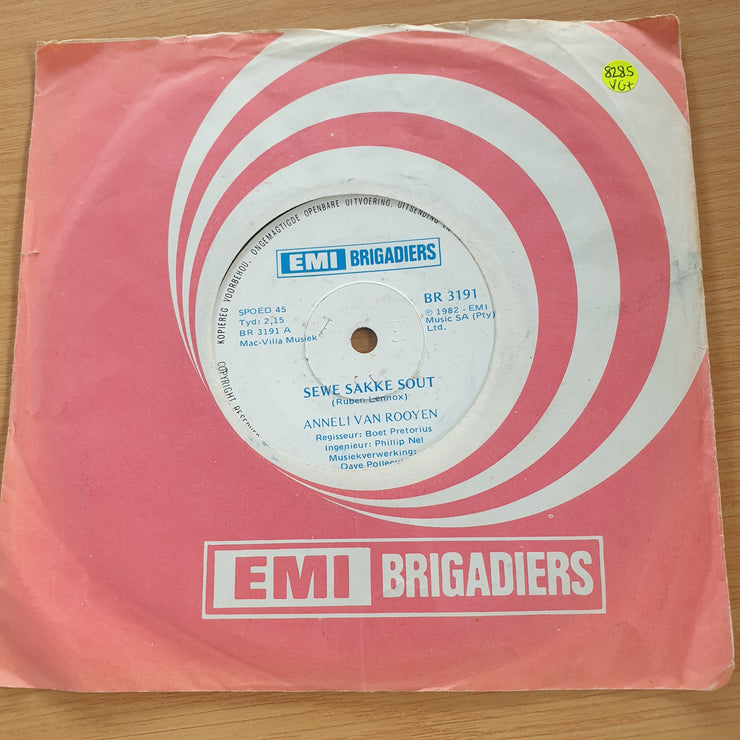 8285
VG+
KOPIEREG VOORBEHOU. ONGEMAGTIGDE OPENBARE UITVOERING, UITSENDING EN
EMI BRIGADIERS
SPOED 45
Tyd: 2,15
BR 3191 A
Mac-Villa Musiek
BR 3191
℗ 1982 - EMI
Music SA (Pty)
Ltd.
SEWE SAKKE SOUT
(Ruben Lennox)
ANNELI VAN ROOYEN
Regisseur: Boet Pretorius
Ingenieur: Phillip Nel
Musiekverwerking:
Dave
COPYRIGHT
EMI BRIGADIERS